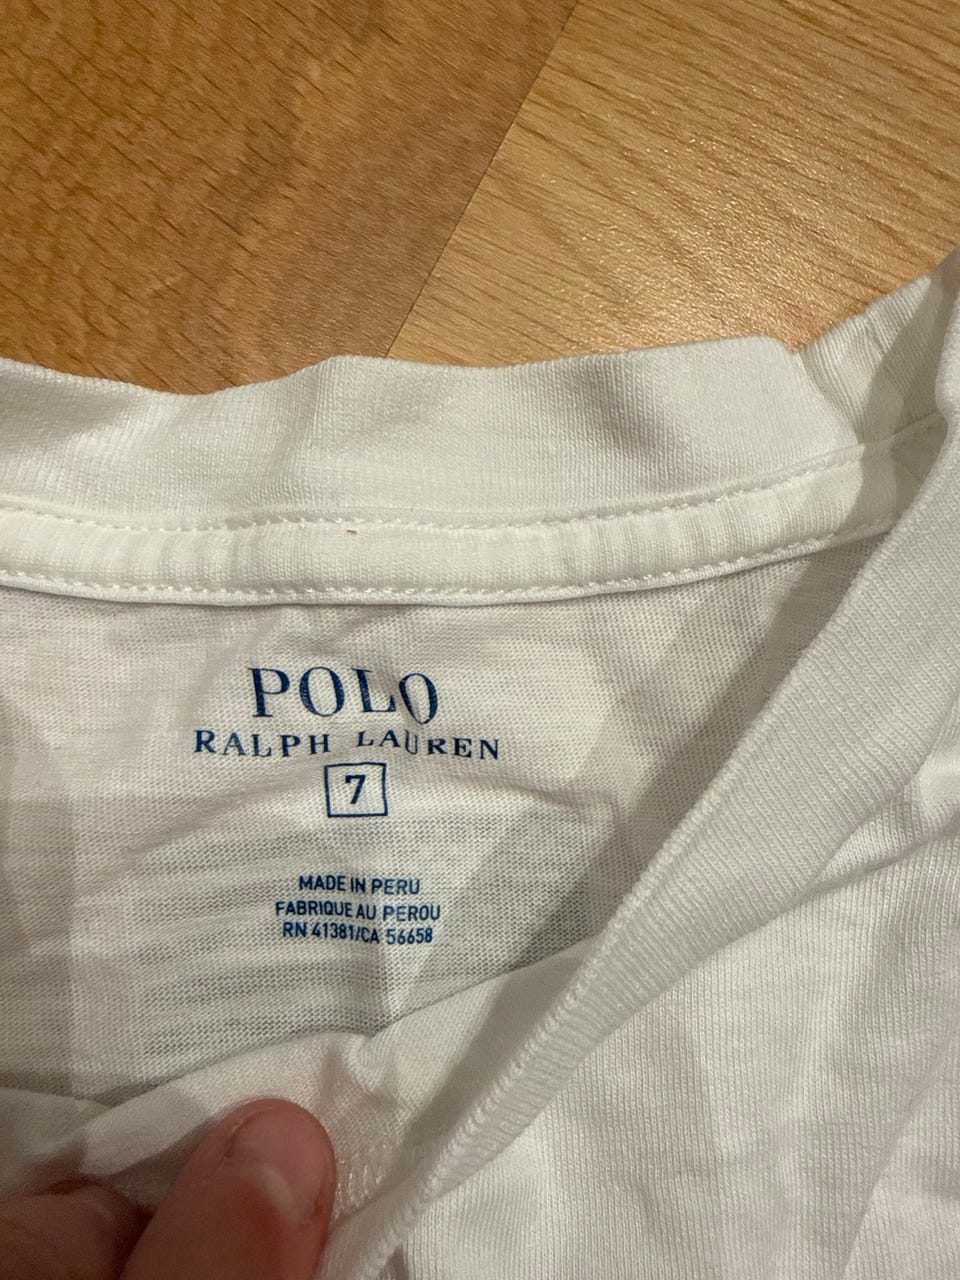 POLO
RALPH LAUREN
7
MADE IN PERU
FABRIQUE AU PEROU
RN 41381/CA 56658